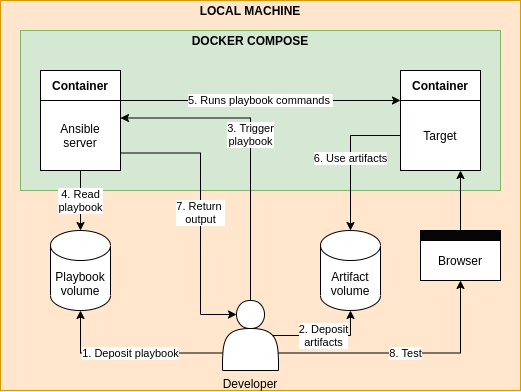 LOCAL MACHINE
DOCKER COMPOSE
Container
Ansible
server
5. Runs playbook commands
Container
Target
3. Trigger
playbook
6. Use artifacts
4. Read
playbook
7. Return
output
Playbook
volume
Artifact
volume
Browser
1. Deposit playbook
2. Deposit
artifacts
8. Test
Developer